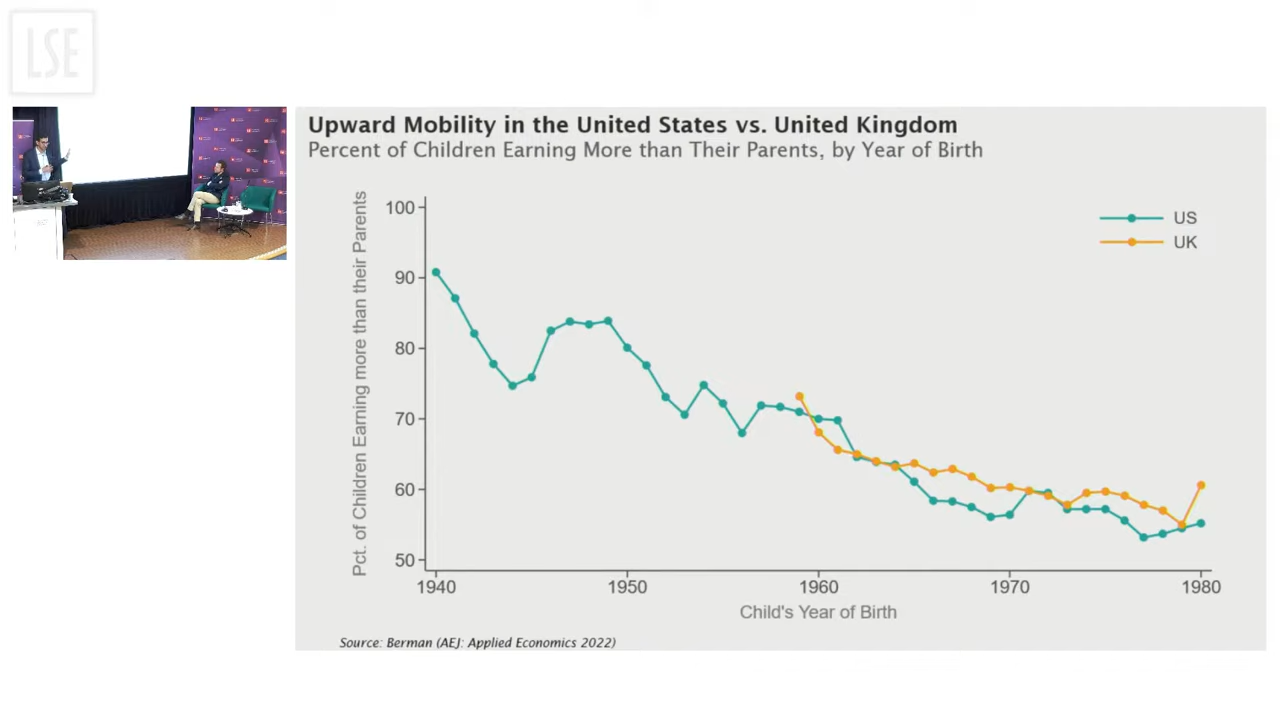 LSE
Upward Mobility in the United States vs. United Kingdom
Percent of Children Earning More than Their Parents, by Year of Birth
Pct. of Children Earning more than their Parents
100
90
80
70
60
50
US
UK
1940
1950
1960
1970
1980
Child's Year of Birth
Source: Berman (AEJ: Applied Economics 2022)